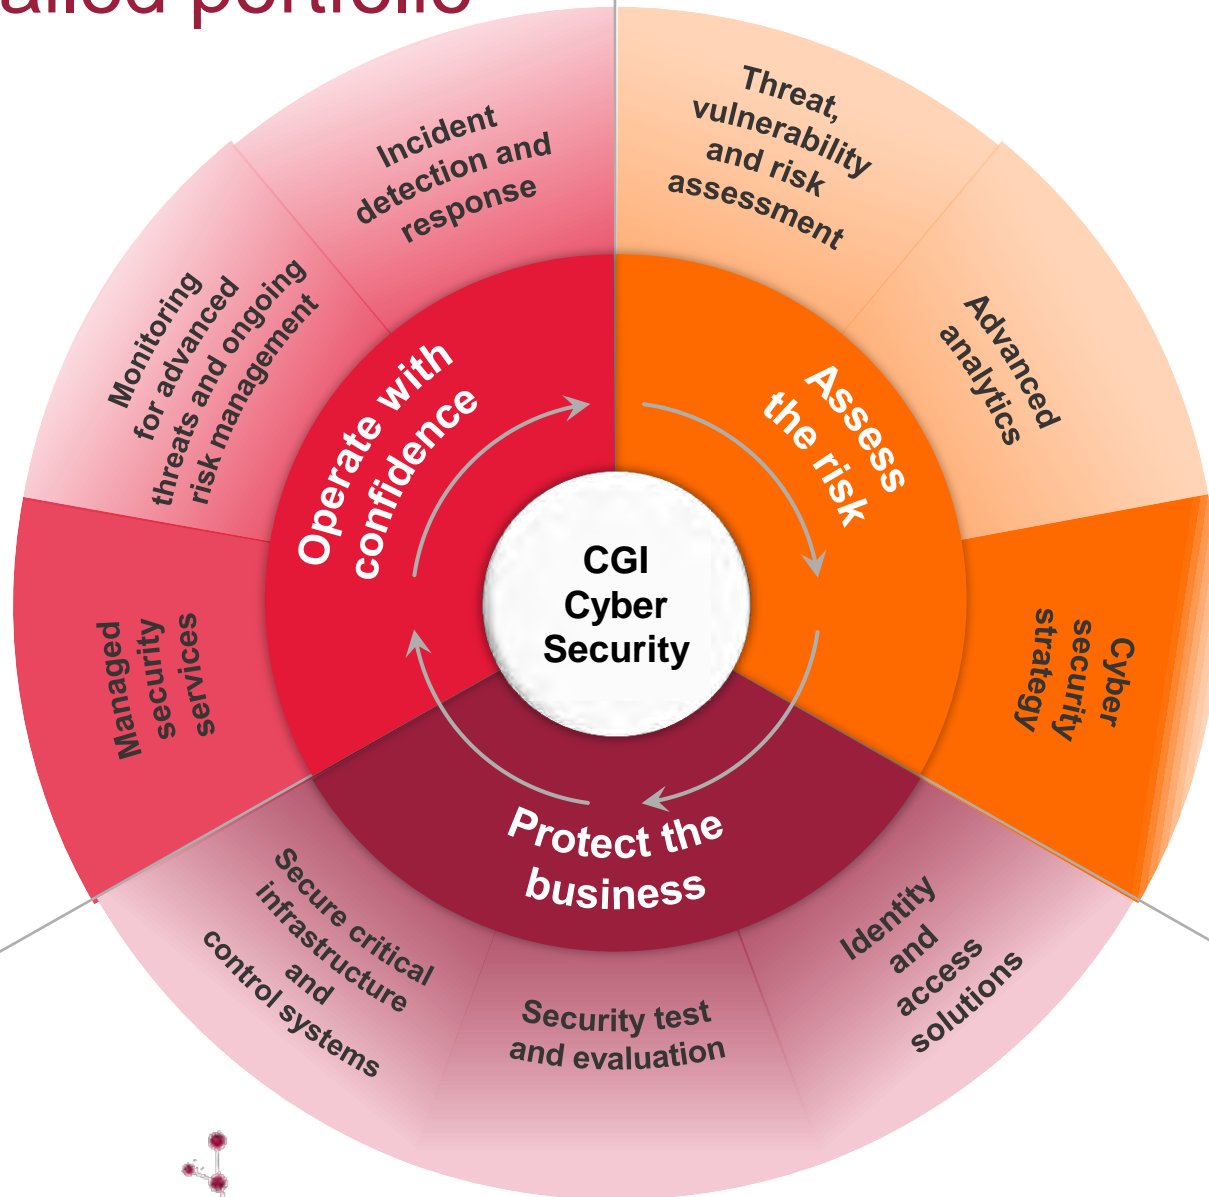 portfolio
Incident
detection and
response
Threat,
vulnerability
and risk
assessment
Monitoring
for advanced
threats and ongoing
risk management
Advanced
analytics
Operate with
confidence
Assess
the risk
CGI
Cyber
Security
Managed
security
services
Cyber
security
strategy
Protect the
business
Secure critical
infrastructure
and
control systems
Security test
and evaluation
Identity
and
access
solutions